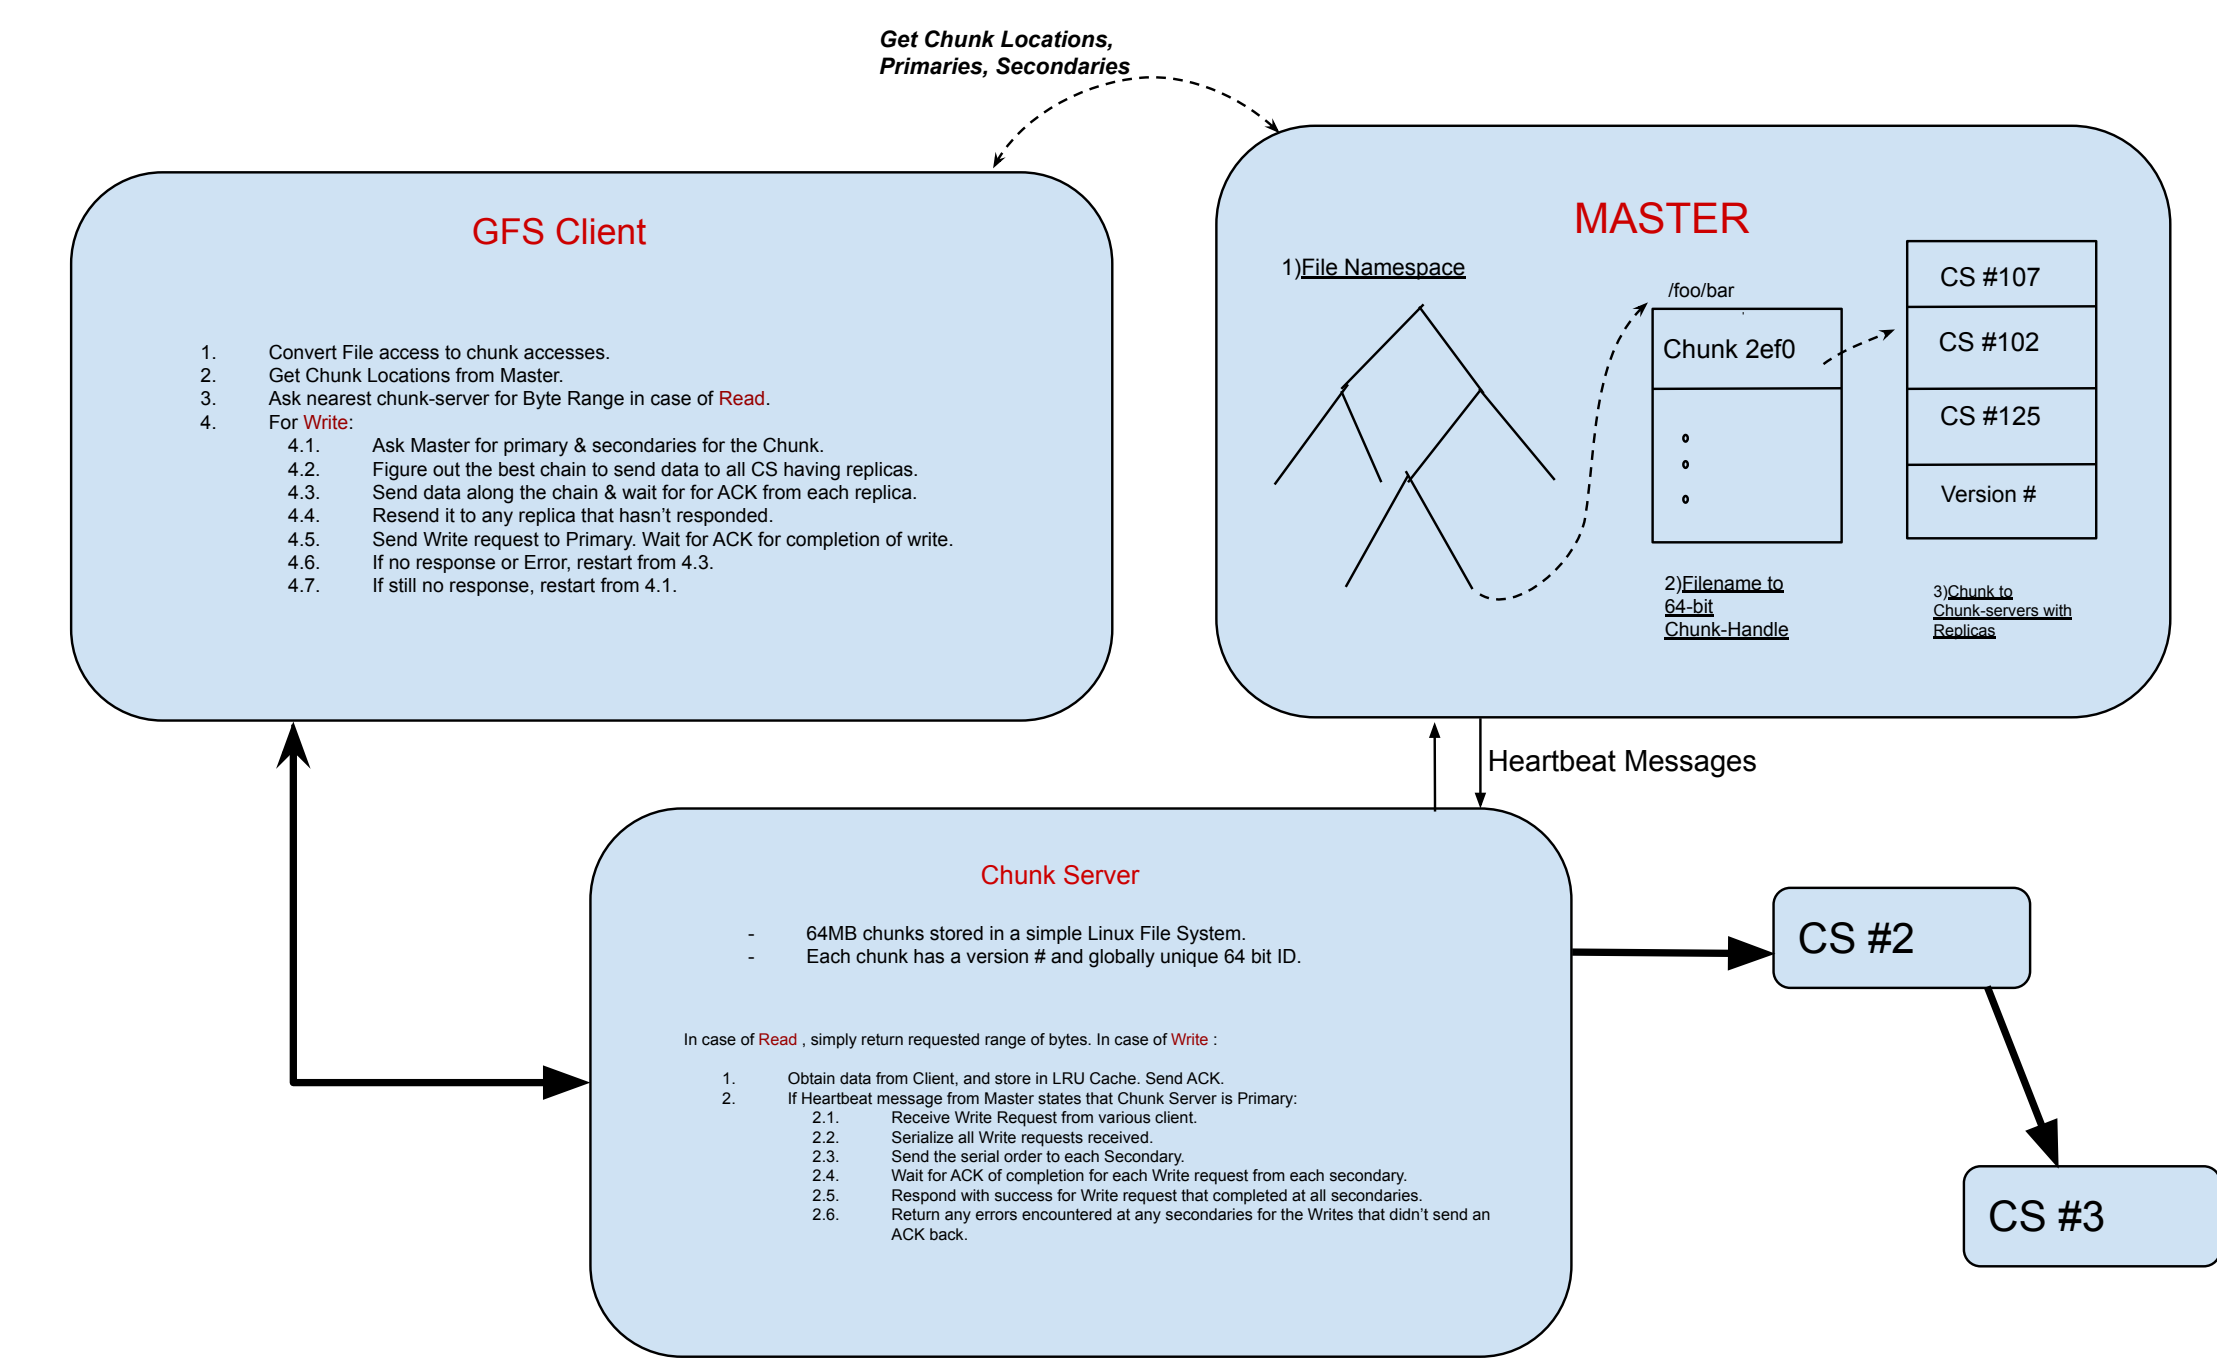 Get Chunk Locations,
Primaries, Secondaries
GFS Client
1. Convert File access to chunk accesses.
2. Get Chunk Locations from Master.
3. Ask nearest chunk-server for Byte Range in case of Read.
4. For Write:
4.1. Ask Master for primary & secondaries for the Chunk.
4.2. Figure out the best chain to send data to all CS having replicas.
4.3. Send data along the chain & wait for for ACK from each replica.
4.4. Resend it to any replica that hasn't responded.
4.5. Send Write request to Primary. Wait for ACK for completion of write.
4.6. If no response or Error, restart from 4.3.
4.7. If still no response, restart from 4.1.
MASTER
1)File Namespace
/foo/bar
Chunk 2ef0
2)Filename to
64-bit
Chunk-Handle
CS #107
CS #102
CS #125
Version #
3)Chunk to
Chunk-servers with
Replicas
Heartbeat Messages
Chunk Server
- 64MB chunks stored in a simple Linux File System.
- Each chunk has a version # and globally unique 64 bit ID.
In case of Read , simply return requested range of bytes. In case of Write :
1. Obtain data from Client, and store in LRU Cache. Send ACK.
2. If Heartbeat message from Master states that Chunk Server is Primary:
2.1. Receive Write Request from various client.
2.2. Serialize all Write requests received.
2.3. Send the serial order to each Secondary.
2.4. Wait for ACK of completion for each Write request from each secondary.
2.5. Respond with success for Write request that completed at all secondaries.
2.6. Return any errors encountered at any secondaries for the Writes that didn't send an
ACK back.
CS #2
CS #3